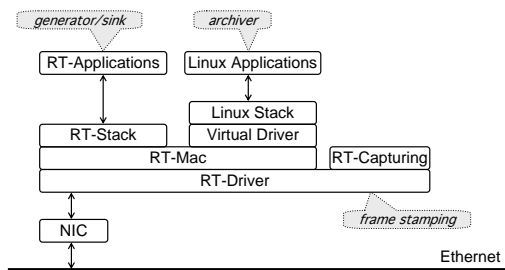 generator/sink
archiver
RT-Applications
Linux Applications
Linux Stack
RT-Stack
Virtual Driver
RT-Mac
RT-Capturing
RT-Driver
frame stamping
NIC
Ethernet